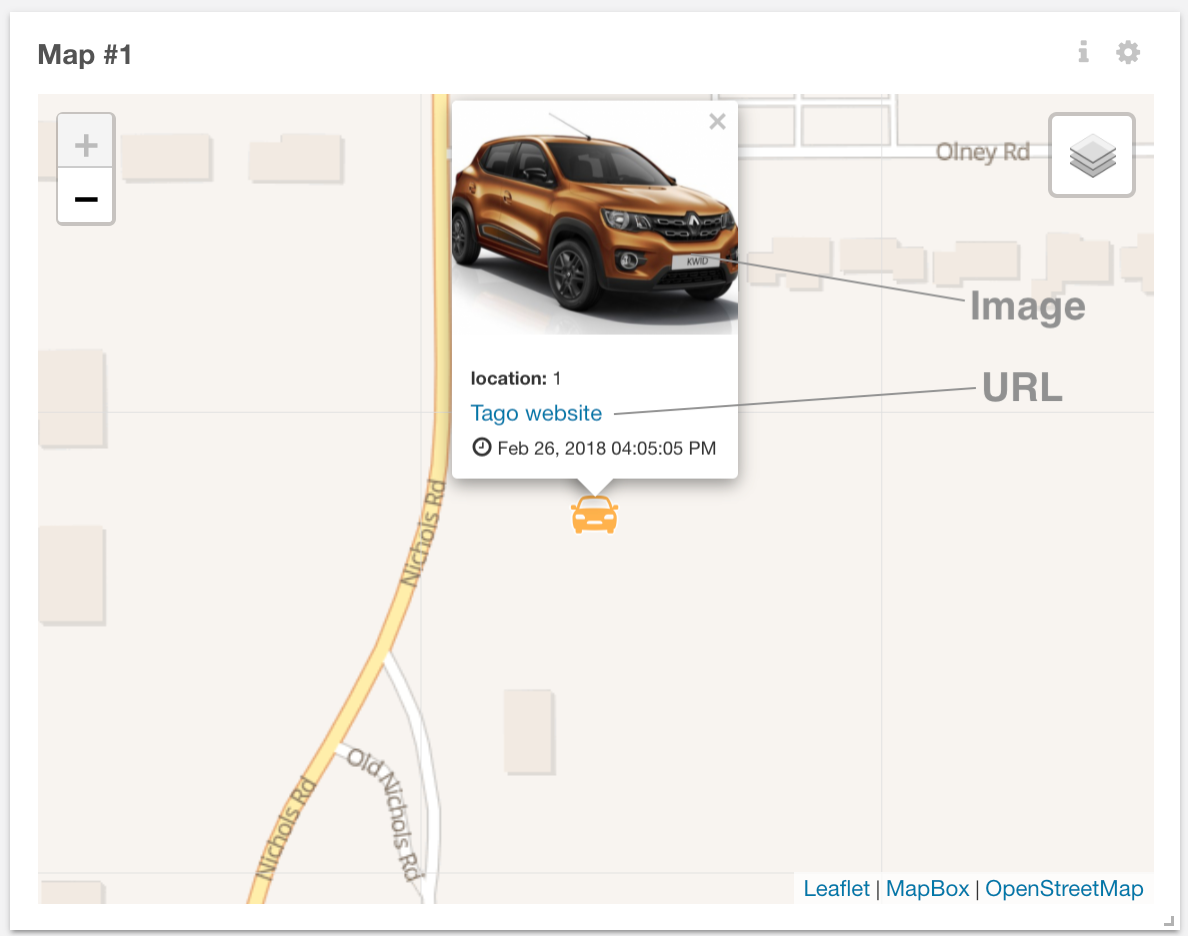 Map #1
Olney Rd
KWID
Image
location: 1
URL
Tago website
Feb 26, 2018 04:05:05 PM
Nichols Rd
Old Nichols Rd
Nichols Rd
Leaflet | MapBox | OpenStreetMap